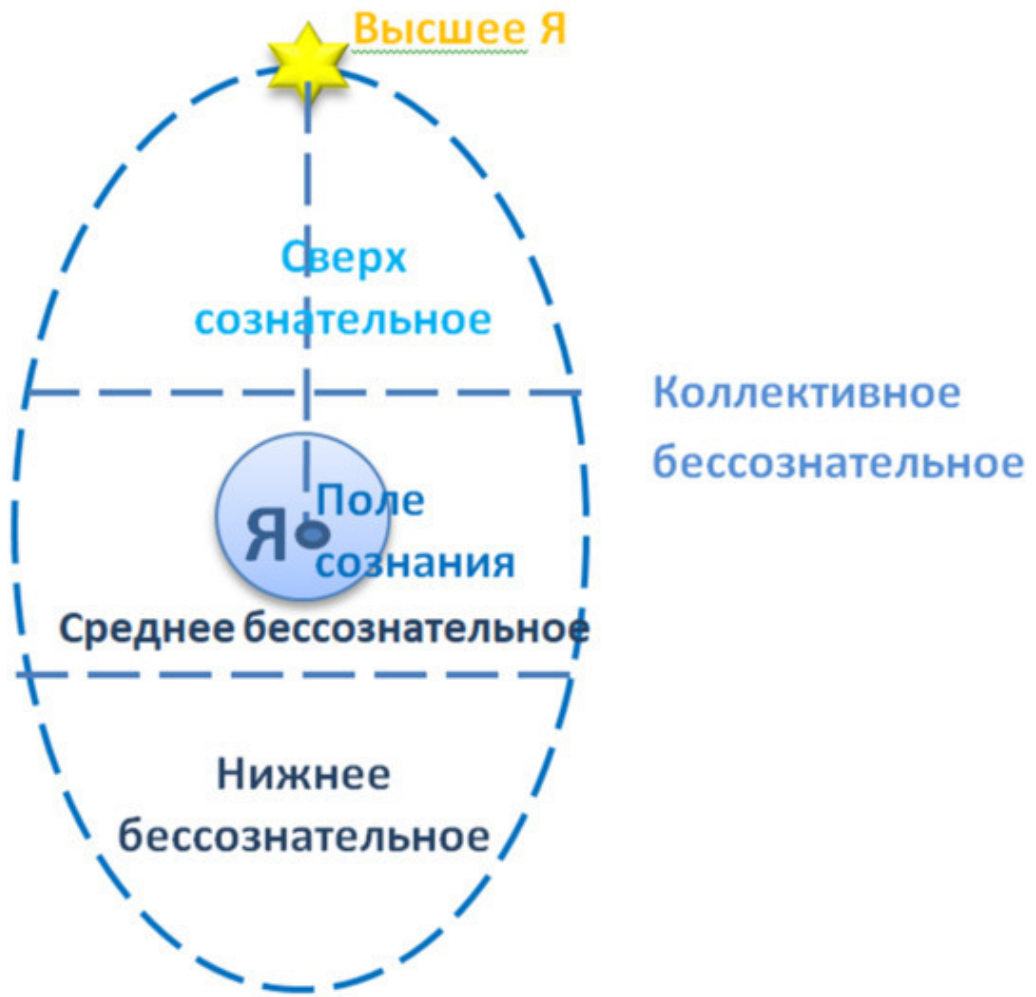 Высшее Я
Сверх
сознательное
Коллективное
бессознательное
Я
Поле
сознания
Среднее бессознательное
Нижнее
бессознательное